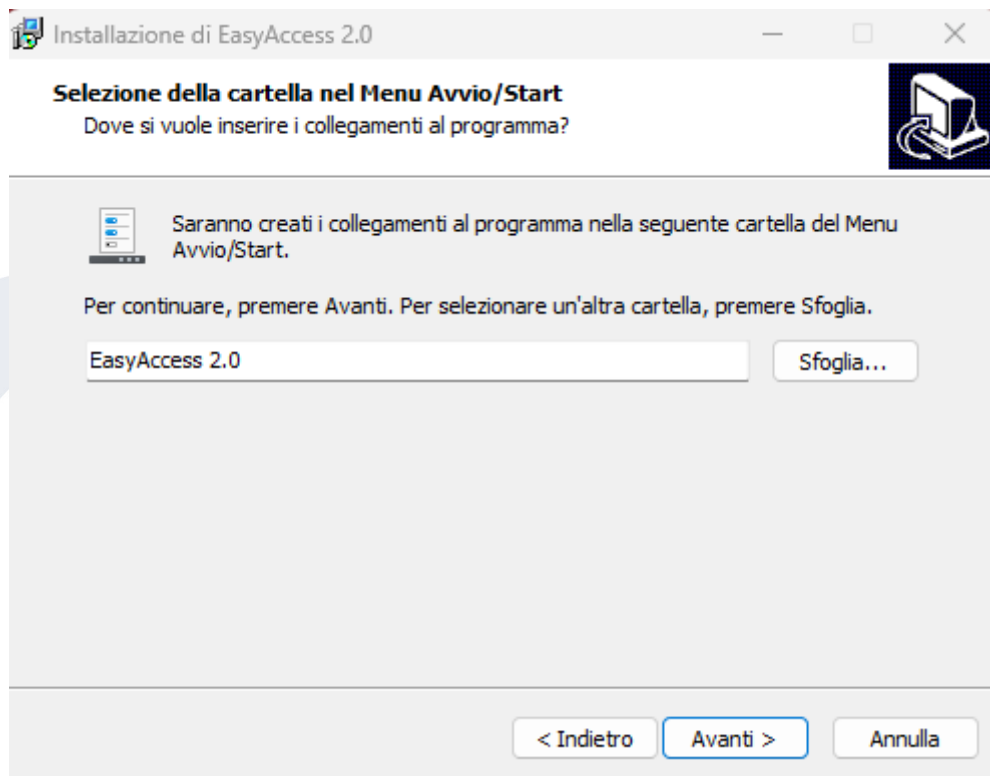 Installazione di EasyAccess 2.0
Selezione della cartella nel Menu Avvio/Start
Dove si vuole inserire i collegamenti al programma?
Saranno creati i collegamenti al programma nella seguente cartella del Menu
Avvio/Start.
Per continuare, premere Avanti. Per selezionare un'altra cartella, premere Sfoglia.
EasyAccess 2.0
Sfoglia...
< Indietro
Avanti >
Annulla